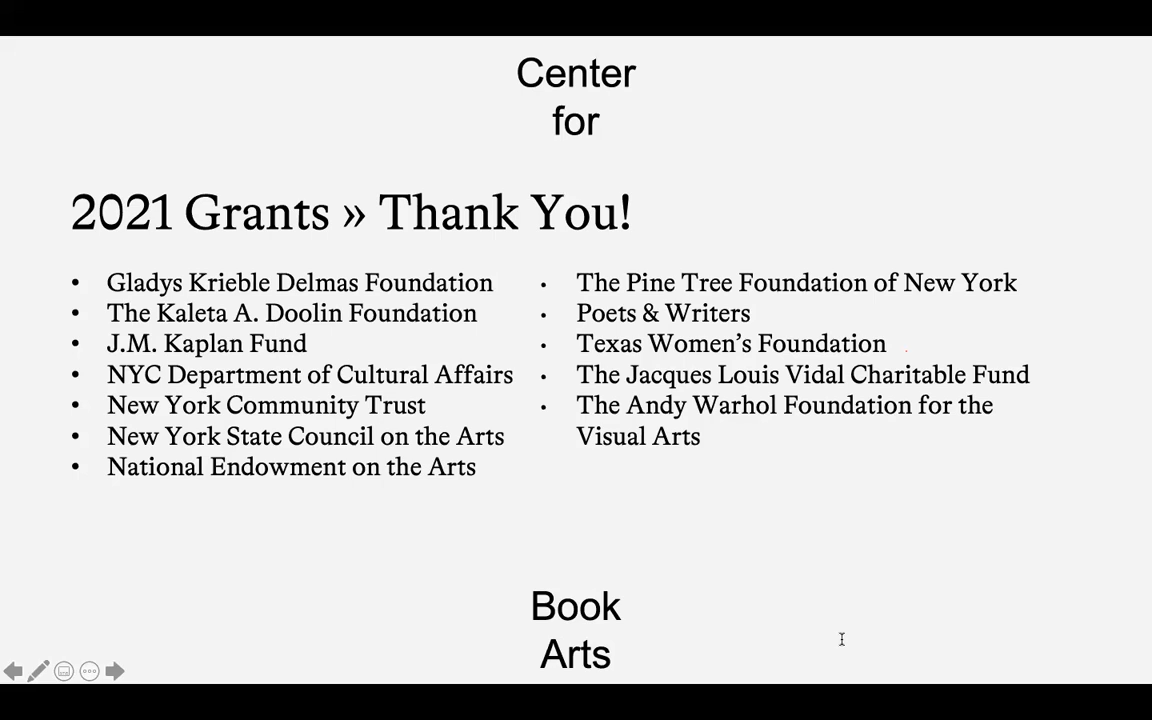 Center
for
2021 Grants » Thank You!
• Gladys Krieble Delmas Foundation
• The Kaleta A. Doolin Foundation
• J.M. Kaplan Fund
• NYC Department of Cultural Affairs
• New York Community Trust
• New York State Council on the Arts
• National Endowment on the Arts
• The Pine Tree Foundation of New York
• Poets & Writers
• Texas Women’s Foundation
• The Jacques Louis Vidal Charitable Fund
• The Andy Warhol Foundation for the
Visual Arts
Book
Arts